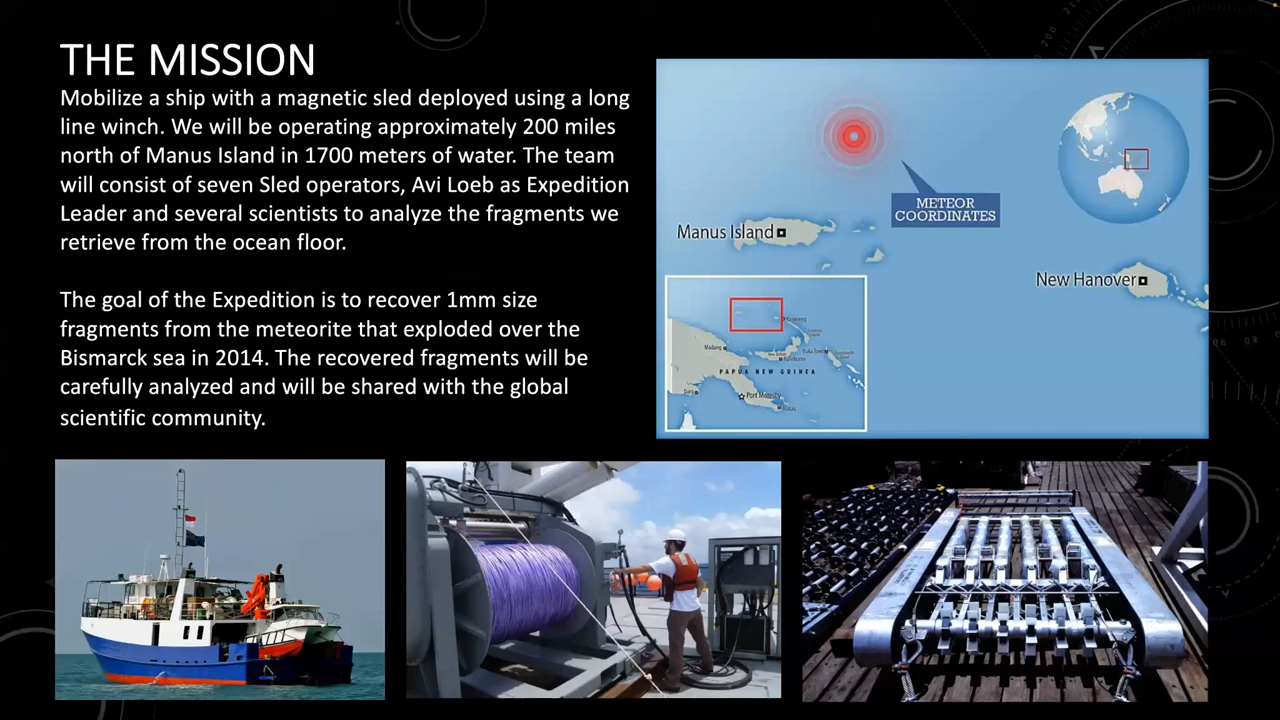 THE MISSION
Mobilize a ship with a magnetic sled deployed using a long
line winch. We will be operating approximately 200 miles
north of Manus Island in 1700 meters of water. The team
will consist of seven Sled operators, Avi Loeb as Expedition
Leader and several scientists to analyze the fragments we
retrieve from the ocean floor.
The goal of the Expedition is to recover 1mm size
fragments from the meteorite that exploded over the
Bismarck sea in 2014. The recovered fragments will be
carefully analyzed and will be shared with the global
scientific community.
METEOR
COORDINATES
Manus Island
New Hanover
Madang
PAPUA NEW GUINEA
Port Moresby
200